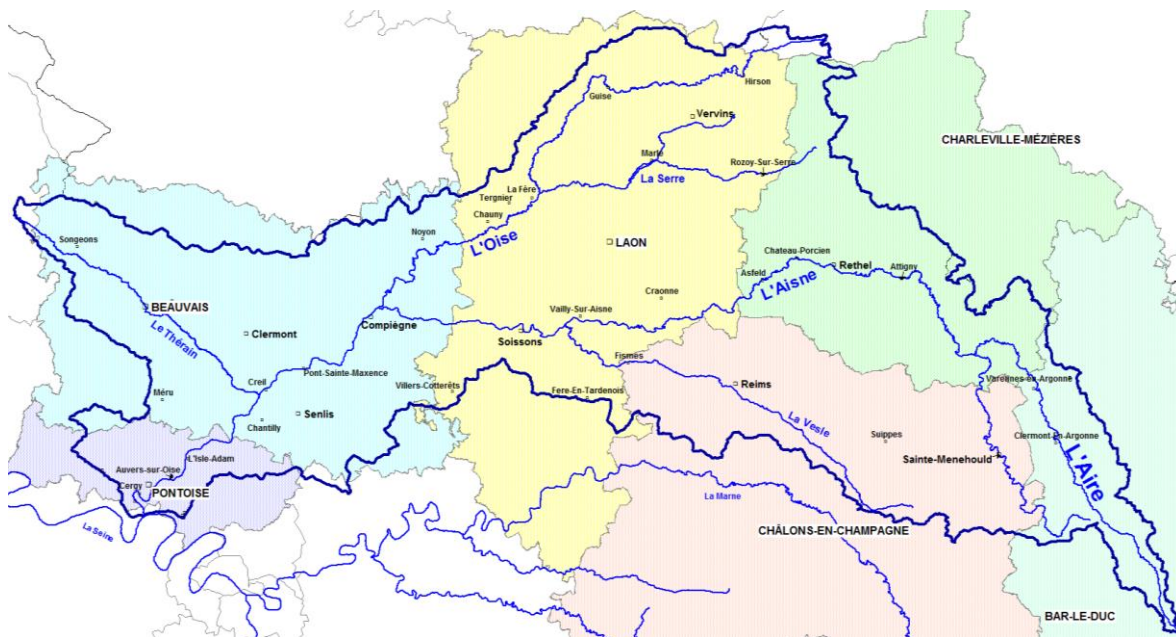 Hirson
Guise
Vervins
CHARLEVILLE-MÉZIÈRES
Marle
Rozoy-Sur-Serre
La Serre
La Fère
Tergnier
Chauny
Noyon
L'Oise
LAON
Songeons
Chateau-Porcien
Rethel
Attigny
Asfeld
L'Aisne
Craonne
BEAUVAIS
Le Thérain
Clermont
Compiègne
Vailly-Sur-Aisne
Soissons
Fismes
Pont-Sainte-Maxence
Creil
Villers-Cotterêts
Fere-En-Tardenois
Reims
Varennes-en-Argonne
Méru
Senlis
Chantilly
La Vesle
Suippes
Clermont-En-Argonne
Sainte-Menehould
L'Aire
L'Isle-Adam
Auvers-sur-Oise
Cergy
PONTOISE
La Marne
La Seine
CHÂLONS-EN-CHAMPAGNE
BAR-LE-DUC